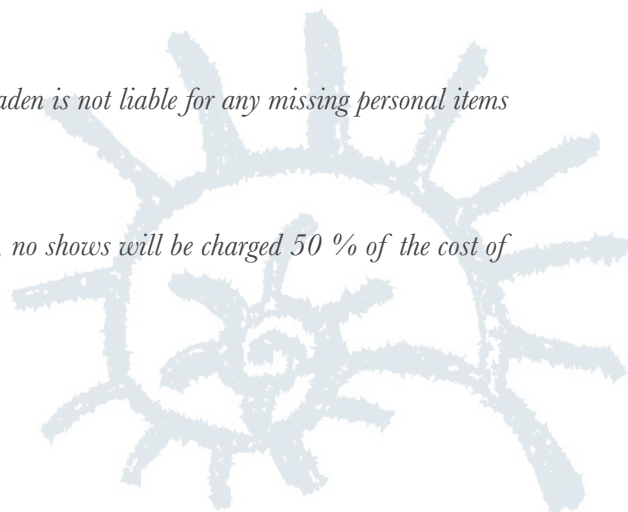 aden is not liable for any missing personal items
no shows will be charged 50 % of the cost of